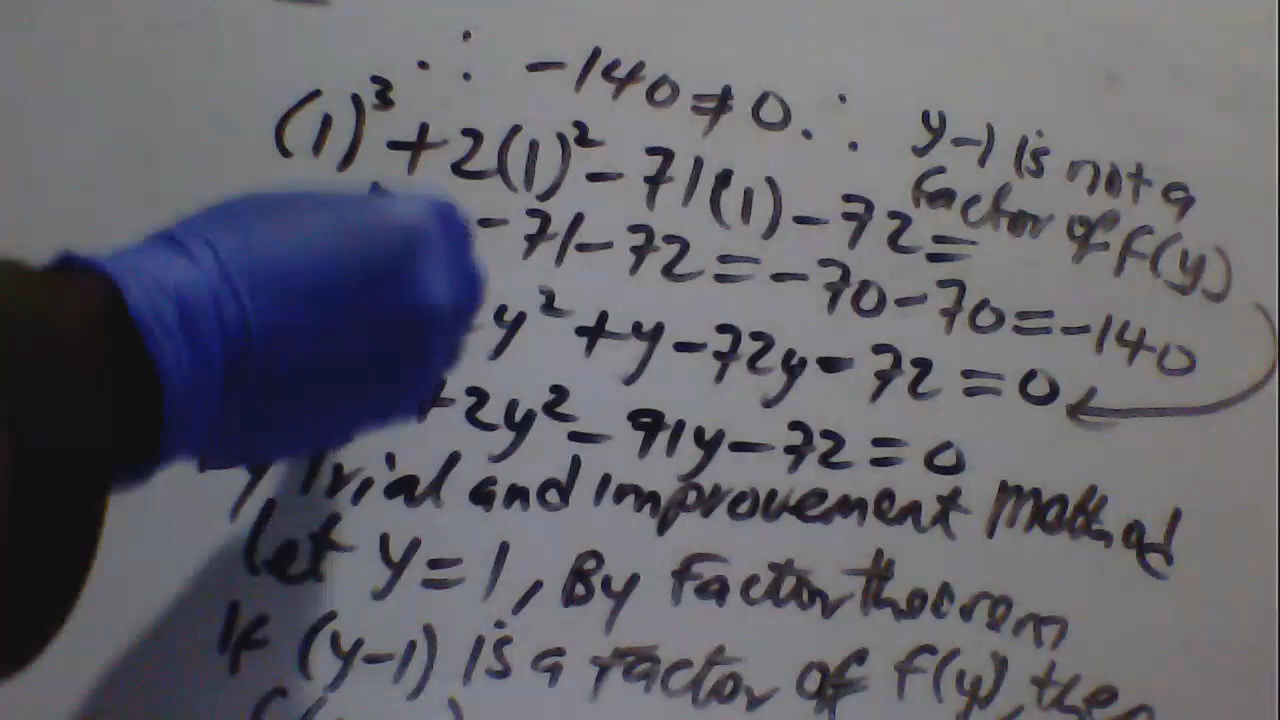 ∴ -140 ≠ 0. ∴ y-1 is not a
factor of f(y)
(1)³ + 2(1)² - 71(1) - 72 =
-71 - 72 = -70 - 70 = -140
y² + y - 72y - 72 = 0
+ 2y² - 71y - 72 = 0
y Trial and improvement Method
let y = 1, By Factor theorem
If (y-1) is a factor of f(y), then